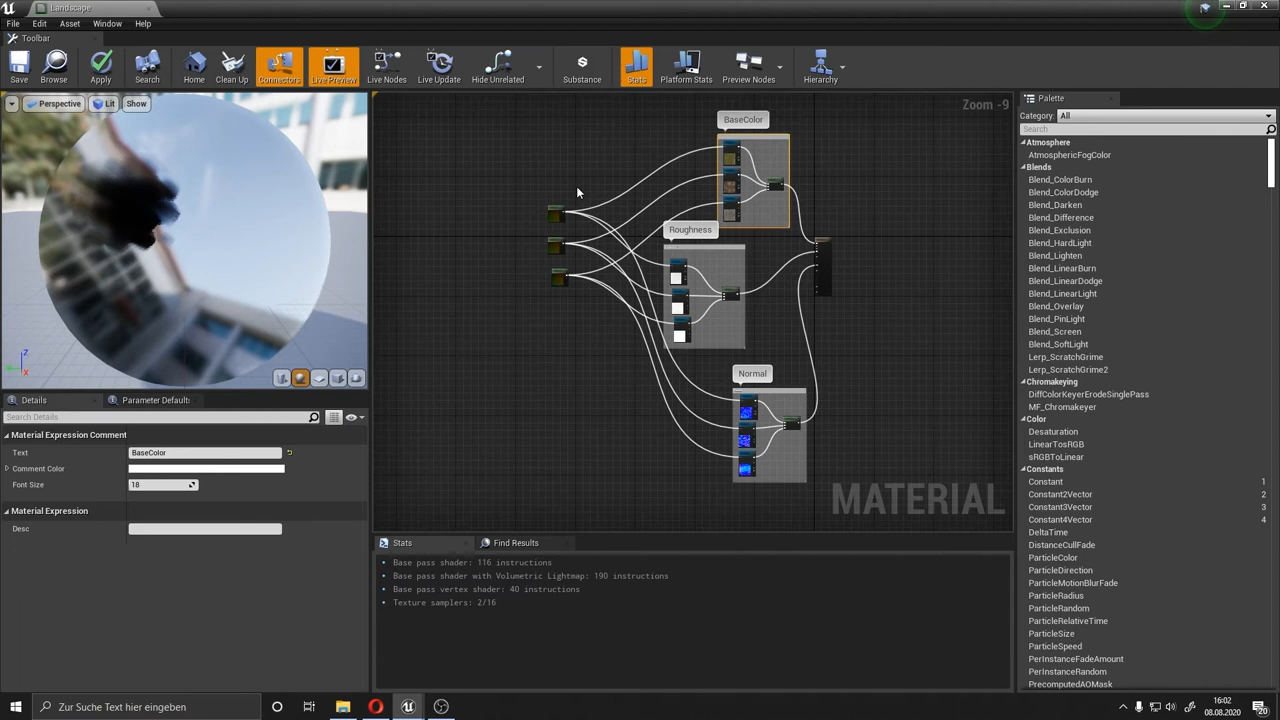 Landscape
File Edit Asset Window Help
Toolbar
Save Browse Apply Search Home Clean Up Connectors Live Preview Live Nodes Live Update Hide Unrelated Substance Stats Platform Stats Preview Nodes Hierarchy
Perspective Lit Show
Zoom -9
BaseColor
Roughness
Normal
MATERIAL
Z
X
Details Parameter Default:
Search Details
Material Expression Comment
Text BaseColor
Comment Color
Font Size 18
Material Expression
Desc
Stats Find Results
Base pass shader: 116 instructions
Base pass shader with Volumetric Lightmap: 190 instructions
Base pass vertex shader: 40 instructions
Texture samplers: 2/16
Palette
Category: All
Search
Atmosphere
AtmosphericFogColor
Blends
Blend_ColorBurn
Blend_ColorDodge
Blend_Darken
Blend_Difference
Blend_Exclusion
Blend_HardLight
Blend_Lighten
Blend_LinearBurn
Blend_LinearDodge
Blend_LinearLight
Blend_Overlay
Blend_PinLight
Blend_Screen
Blend_SoftLight
Lerp_ScratchGrime
Lerp_ScratchGrime2
Chromakeying
DiffColorKeyerErodeSinglePass
MF_Chromakeyer
Color
Desaturation
LinearTosRGB
sRGBToLinear
Constants
Constant 1
Constant2Vector 2
Constant3Vector 3
Constant4Vector 4
DeltaTime
DistanceCullFade
ParticleColor
ParticleDirection
ParticleMotionBlurFade
ParticleRadius
ParticleRandom
ParticleRelativeTime
ParticleSize
ParticleSpeed
PerInstanceFadeAmount
PerInstanceRandom
PrecomputedAOMask
Zur Suche Text hier eingeben
16:02
08.08.2020
20